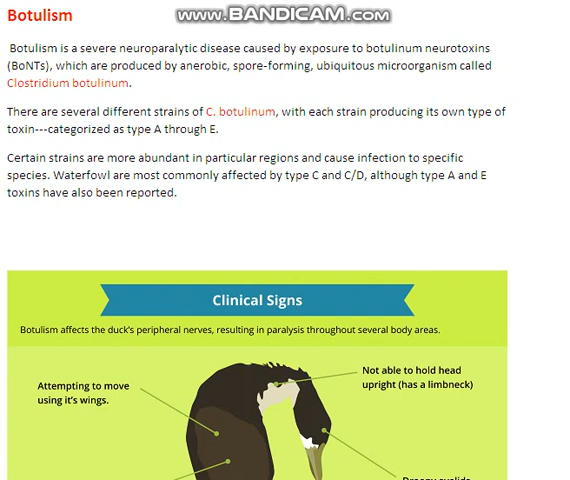 www.BANDICAM.com
Botulism
Botulism is a severe neuroparalytic disease caused by exposure to botulinum neurotoxins
(BoNTs), which are produced by anerobic, spore-forming, ubiquitous microorganism called
Clostridium botulinum.
There are several different strains of C. botulinum, with each strain producing its own type of
toxin---categorized as type A through E.
Certain strains are more abundant in particular regions and cause infection to specific
species. Waterfowl are most commonly affected by type C and C/D, although type A and E
toxins have also been reported.
Clinical Signs
Botulism affects the duck's peripheral nerves, resulting in paralysis throughout several body areas.
Not able to hold head
upright (has a limbneck)
Attempting to move
using it's wings.
Droopy eyelids